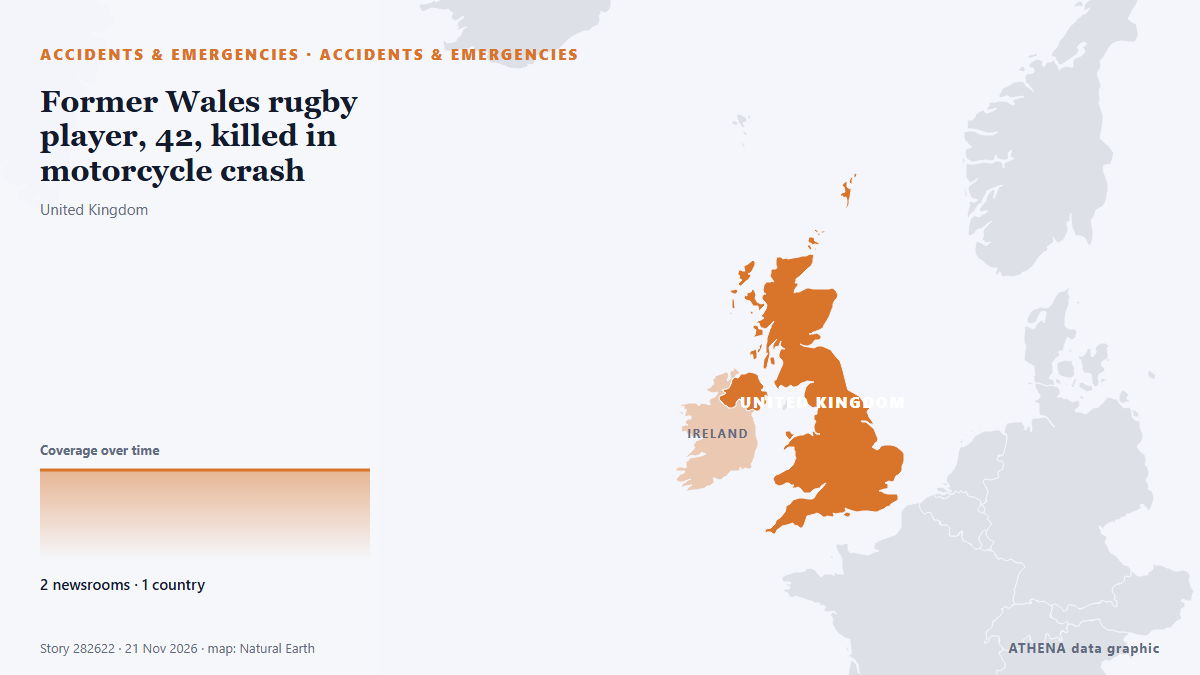 ACCIDENTS & EMERGENCIES · ACCIDENTS & EMERGENCIES
Former Wales rugby
player, 42, killed in
motorcycle crash
United Kingdom
UNITED KINGDOM
IRELAND
Coverage over time
2 newsrooms · 1 country
Story 282622 · 21 Nov 2026 · map: Natural Earth
ATHENA data graphic